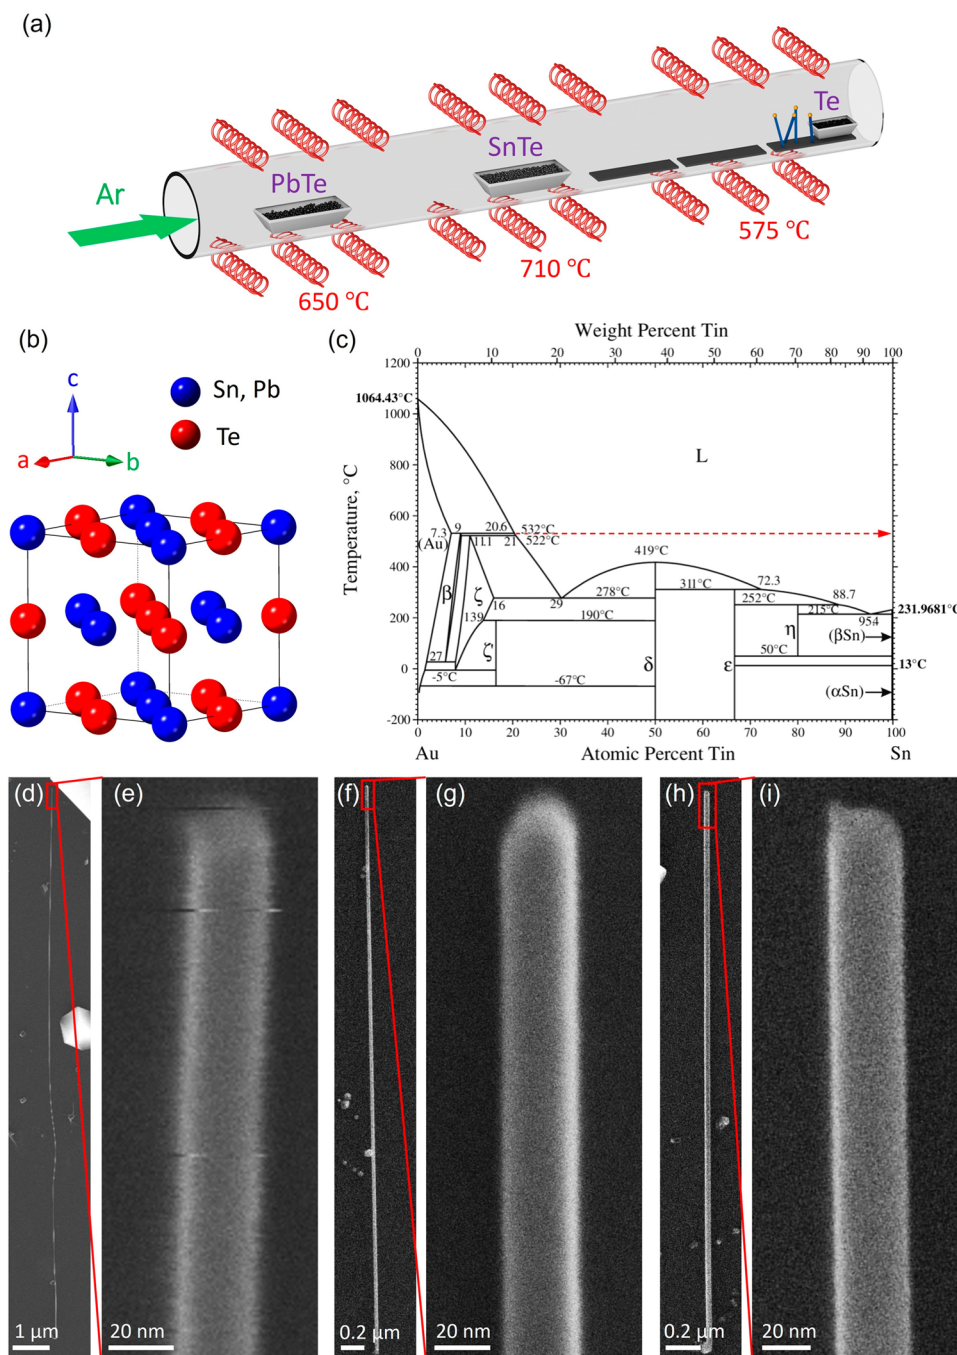 (a)
Ar
PbTe
SnTe
Te
650 ℃
710 ℃
575 ℃
(b)
c
a
b
Sn, Pb
Te
(c)
Weight Percent Tin
0 10 20 30 40 50 60 70 80 90 100
1200
1000
800
600
400
200
0
-200
Temperature, °C
1064.43°C
L
7.3
9
20.6
532°C
(Au)
11.1
21
522°C
419°C
β
ζ
16
29
278°C
311°C
72.3
252°C
88.7
215°C
231.9681°C
95.4
13.9
190°C
η
(βSn)
27
ζ'
50°C
δ
ε
13°C
-5°C
-67°C
(αSn)
0 10 20 30 40 50 60 70 80 90 100
Au
Atomic Percent Tin
Sn
(d)
(e)
(f)
(g)
(h)
(i)
1 μm
20 nm
0.2 μm
20 nm
0.2 μm
20 nm